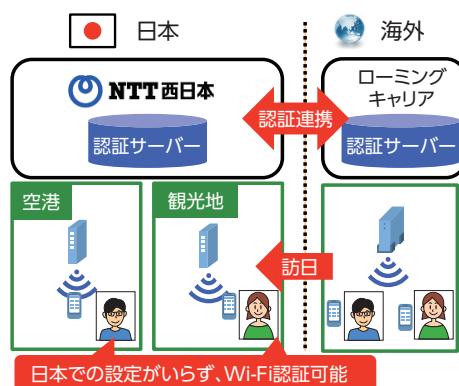 日本
海外
NTT西日本
ローミング
キャリア
認証連携
認証サーバー
認証サーバー
空港
観光地
訪日
日本での設定がいらず、Wi-Fi認証可能